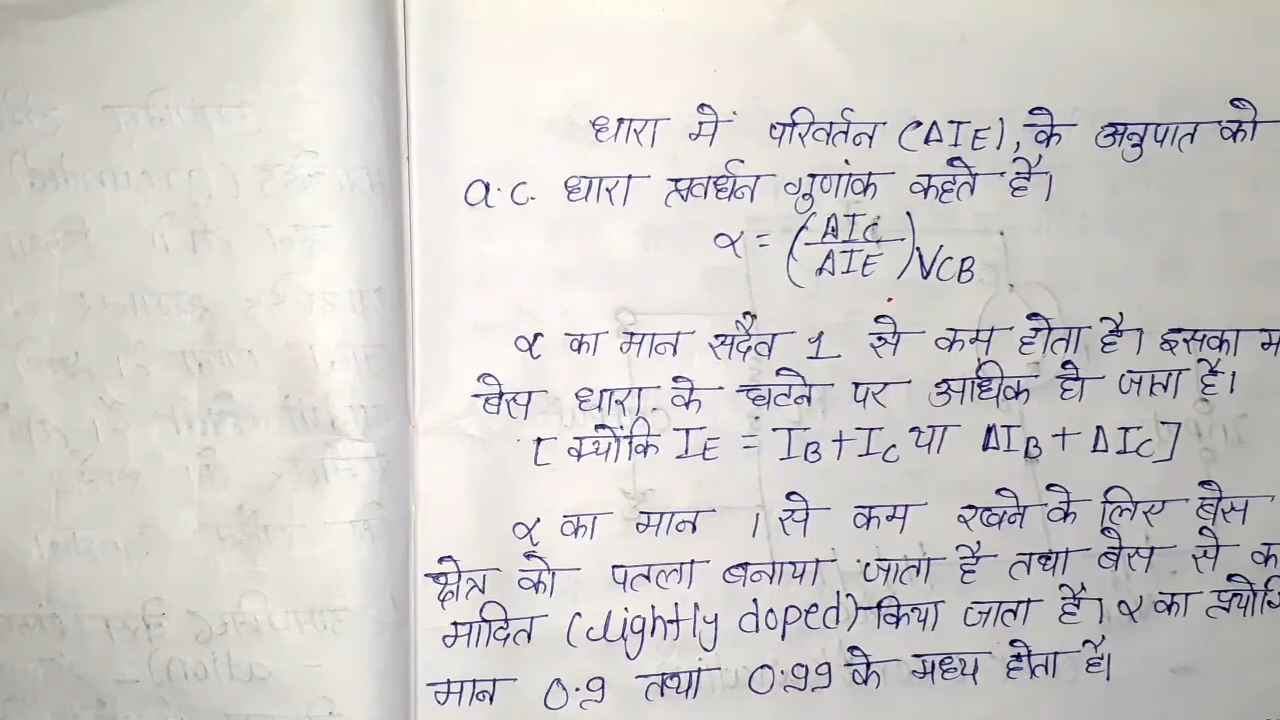 धारा में परिवर्तन (ΔIE), के अनुपात को
a.c. धारा प्रवर्धन गुणांक कहते है।
α = (ΔIC/ΔIE)VCB
α का मान सदैव 1 से कम होता है। इसका
बेस धारा के घटने पर अधिक हो जाता है।
[ क्योंकि IE = IB + IC या ΔIB + ΔIC]
α का मान 1 से कम रखने के लिए बेस
क्षेत्र को पतला बनाया जाता है तथा बेस से
मादित (lightly doped) किया जाता है। α का
मान 0.9 तथा 0.99 के मध्य होता है।